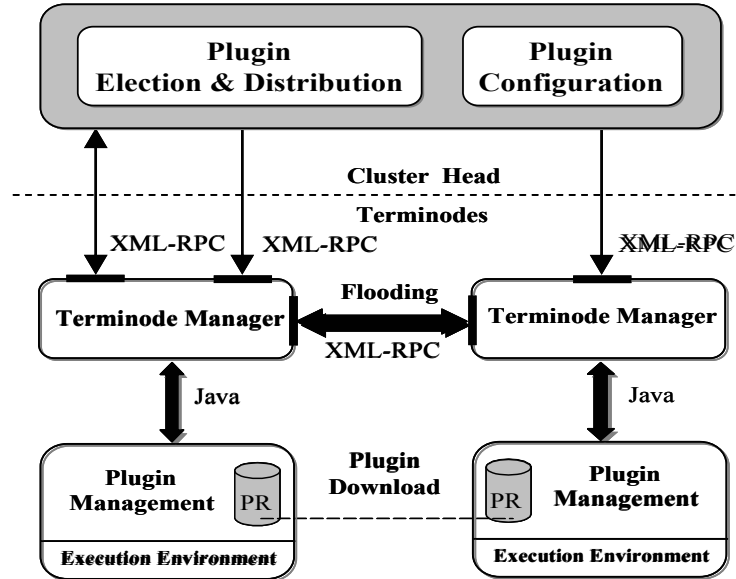 Plugin
Election & Distribution
Plugin
Configuration
Cluster Head
Terminodes
XML-RPC
XML-RPC
XML-RPC
Terminode Manager
Flooding
XML-RPC
Terminode Manager
Java
Java
Plugin
Management
PR
Plugin
Download
PR
Plugin
Management
Execution Environment
Execution Environment